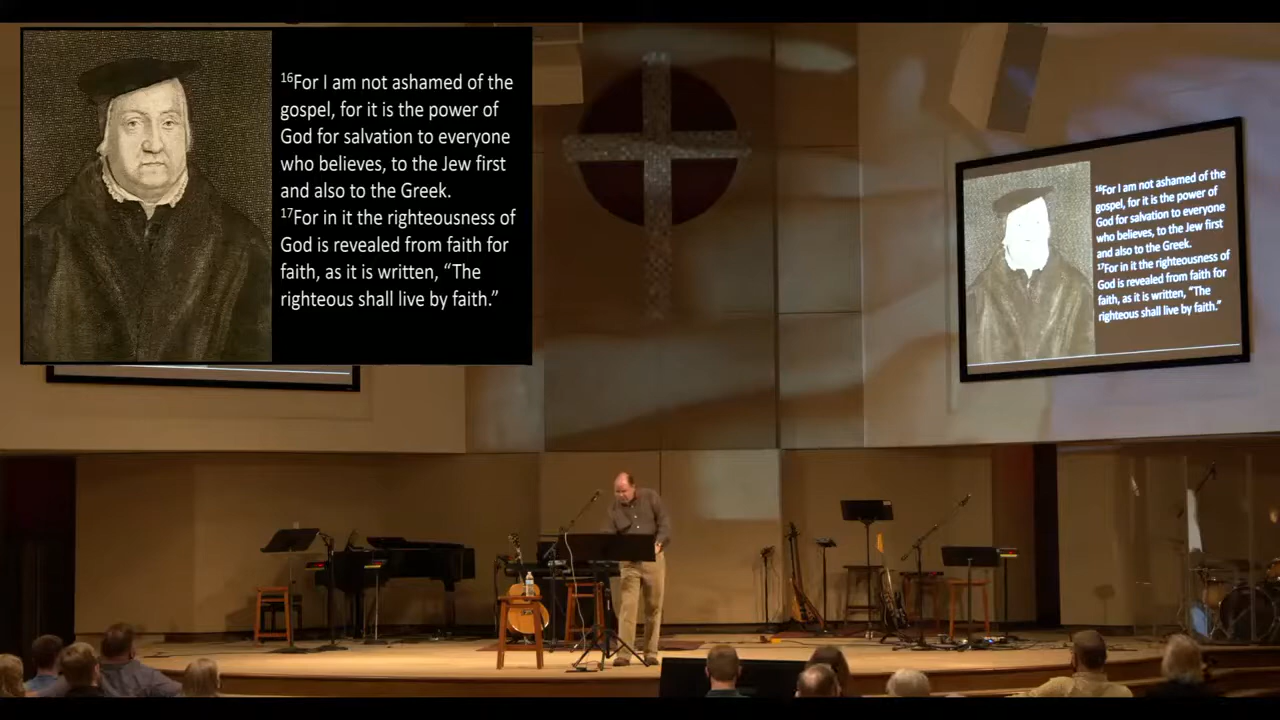 ¹⁶For I am not ashamed of the
gospel, for it is the power of
God for salvation to everyone
who believes, to the Jew first
and also to the Greek.
¹⁷For in it the righteousness of
God is revealed from faith for
faith, as it is written, “The
righteous shall live by faith.”
¹⁶For I am not ashamed of the
gospel, for it is the power of
God for salvation to everyone
who believes, to the Jew first
and also to the Greek.
¹⁷For in it the righteousness of
God is revealed from faith for
faith, as it is written, “The
righteous shall live by faith.”